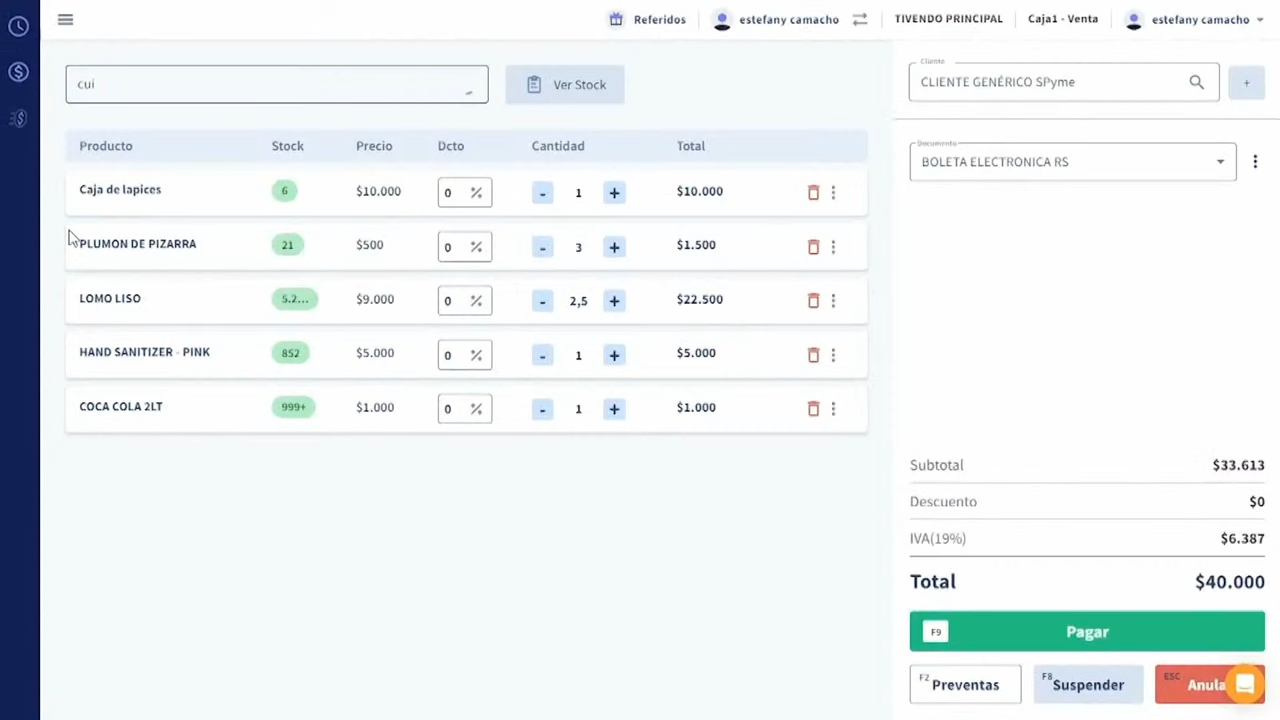 Referidos
estefany camacho
TIVENDO PRINCIPAL
Caja1 - Venta
estefany camacho
cui
Ver Stock
Producto Stock Precio Dcto Cantidad Total
Caja de lapices 6 $10.000 0 % - 1 + $10.000
PLUMON DE PIZARRA 21 $500 0 % - 3 + $1.500
LOMO LISO 5.2... $9.000 0 % - 2,5 + $22.500
HAND SANITIZER - PINK 852 $5.000 0 % - 1 + $5.000
COCA COLA 2LT 999+ $1.000 0 % - 1 + $1.000
Cliente
CLIENTE GENÉRICO SPyme
+
Documento
BOLETA ELECTRONICA RS
Subtotal $33.613
Descuento $0
IVA(19%) $6.387
Total $40.000
F9 Pagar
F2 Preventas
F8 Suspender
ESC Anula